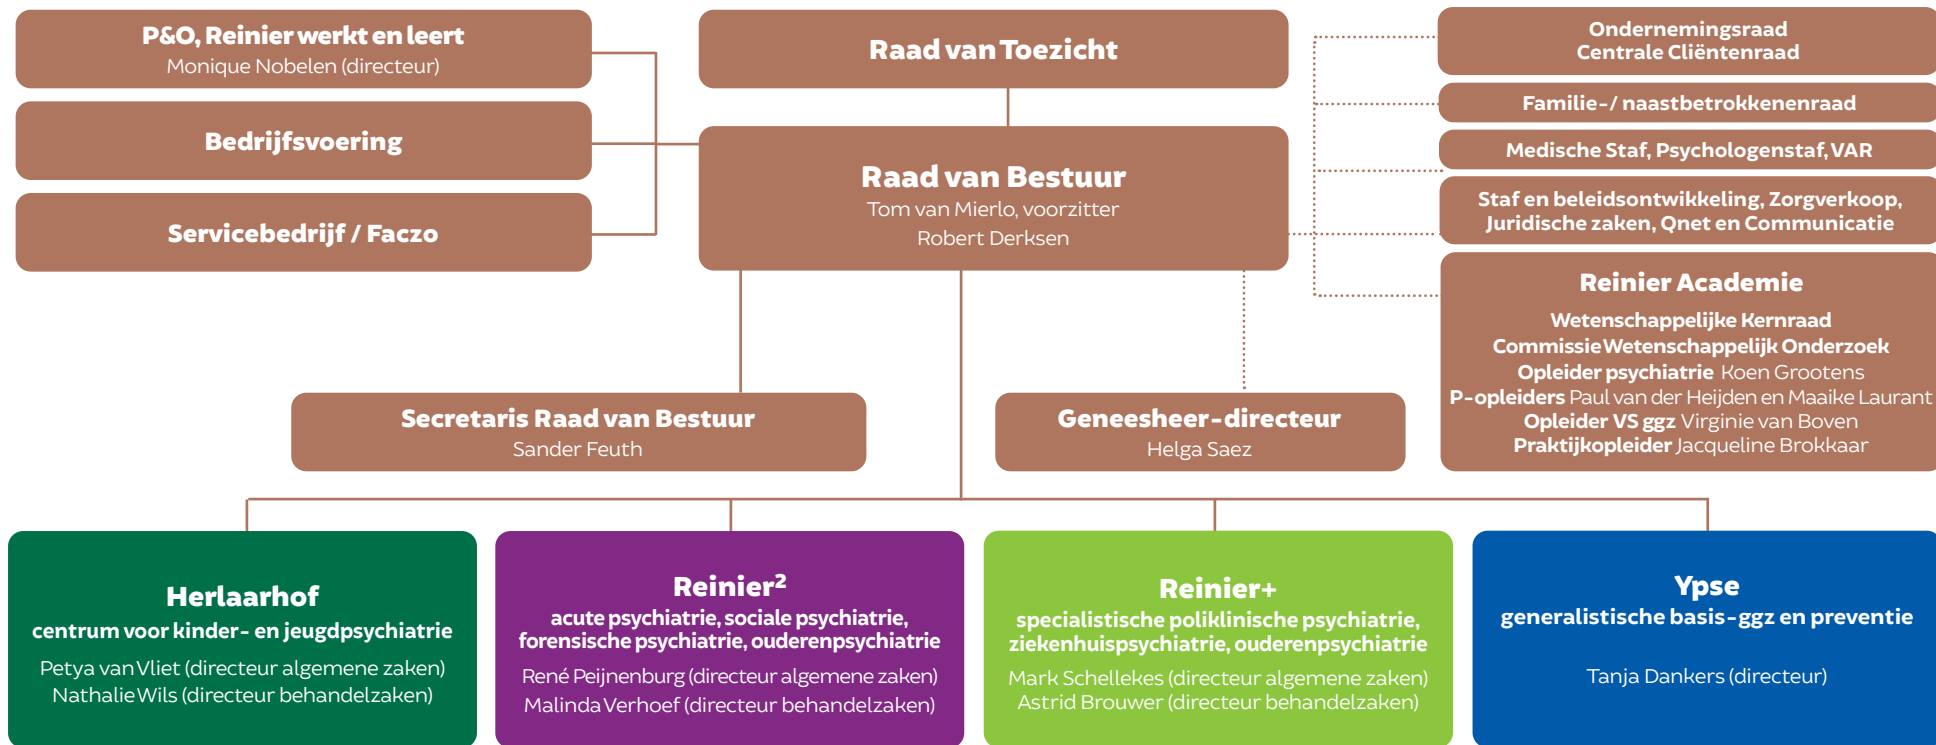 P&O, Reinier werkt en leert
Monique Nobelen (directeur)
Bedrijfsvoering
Servicebedrijf / Faczo
Raad van Toezicht
Raad van Bestuur
Tom van Mierlo, voorzitter
Robert Derksen
Ondernemingsraad
Centrale Cliëntenraad
Familie-/ naastbetrokkenenraad
Medische Staf, Psychologenstaf, VAR
Staf en beleidsontwikkeling, Zorgverkoop,
Juridische zaken, Qnet en Communicatie
Reinier Academie
Wetenschappelijke Kernraad
Commissie Wetenschappelijk Onderzoek
Opleider psychiatrie Koen Grootens
P-opleiders Paul van der Heijden en Maaike Laurant
Opleider VS ggz Virginie van Boven
Praktijkopleider Jacqueline Brokkaar
Secretaris Raad van Bestuur
Sander Feuth
Geneesheer-directeur
Helga Saez
Herlaarhof
centrum voor kinder- en jeugdpsychiatrie
Petya van Vliet (directeur algemene zaken)
Nathalie Wils (directeur behandelzaken)
Reinier²
acute psychiatrie, sociale psychiatrie,
forensische psychiatrie, ouderenpsychiatrie
René Peijnenburg (directeur algemene zaken)
Malinda Verhoef (directeur behandelzaken)
Reinier+
specialistische poliklinische psychiatrie,
ziekenhuispsychiatrie, ouderenpsychiatrie
Mark Schellekes (directeur algemene zaken)
Astrid Brouwer (directeur behandelzaken)
Ypse
generalistische basis-ggz en preventie
Tanja Dankers (directeur)